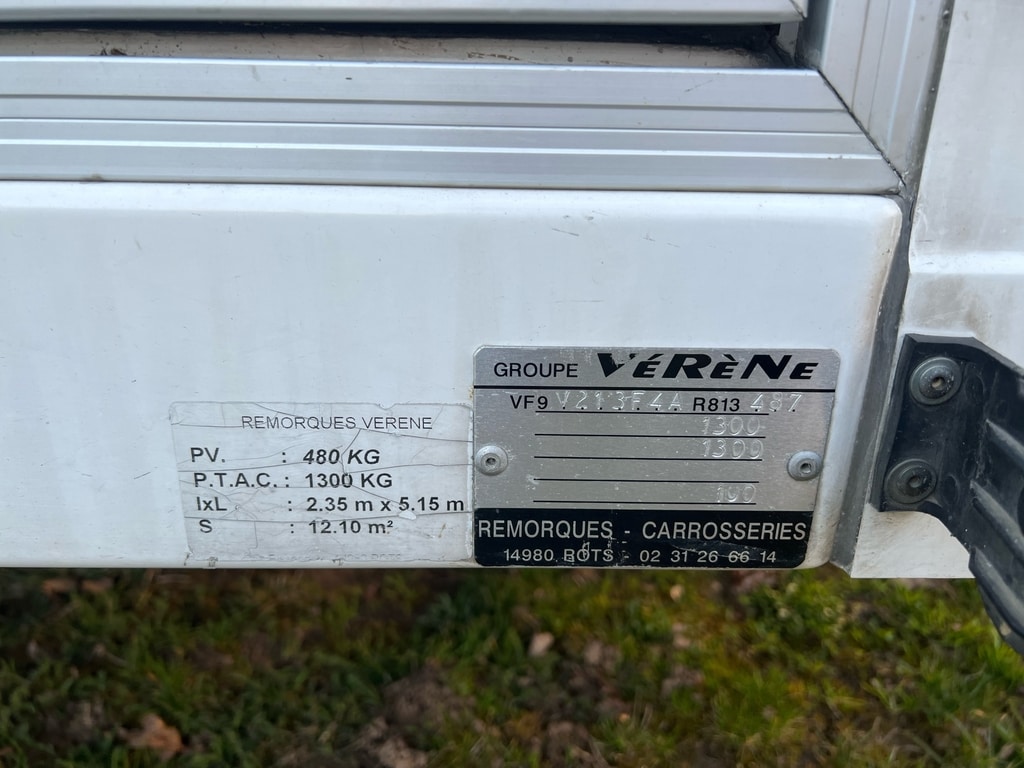 REMORQUES VERENE
PV. : 480 KG
P.T.A.C. : 1300 KG
lxL : 2.35 m x 5.15 m
S : 12.10 m²
GROUPE VéRèNe
VF9 V213F4A R813 487
1300
1300
100
REMORQUES - CARROSSERIES
14980 ROTS - 02 31 26 66 14